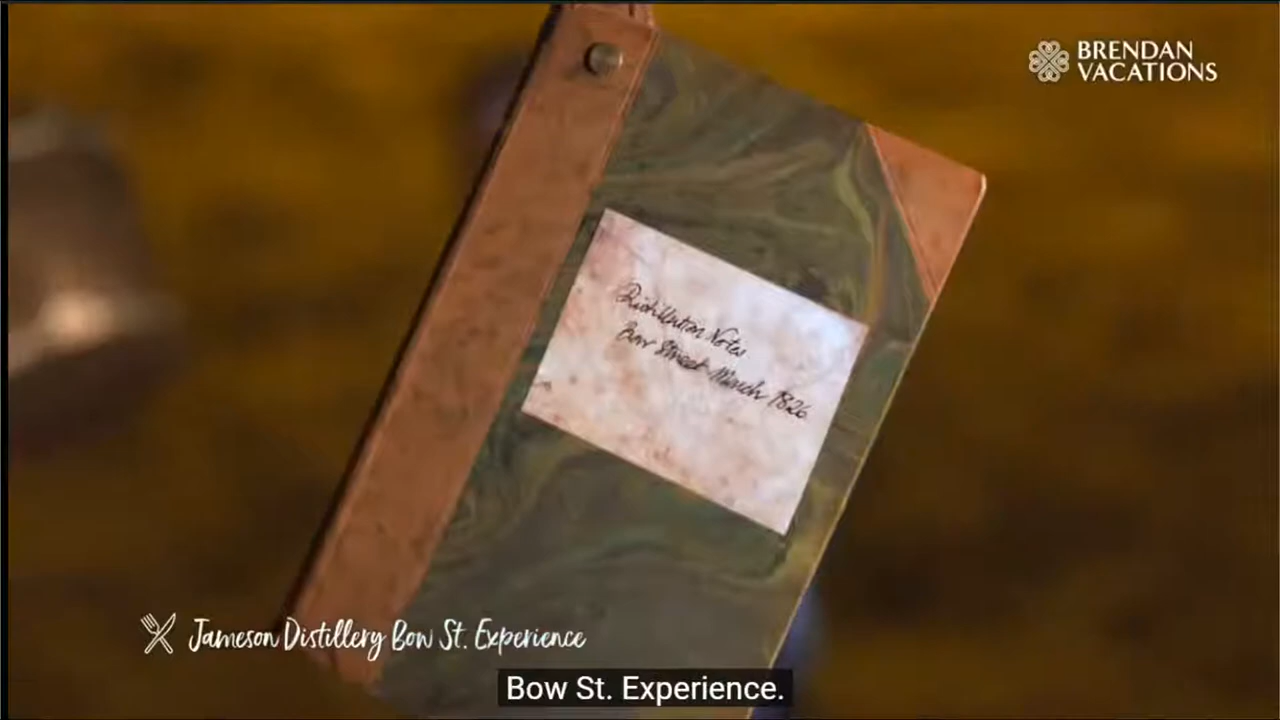 BRENDAN
VACATIONS
Distillation Notes
Bow Street March 1826
Jameson Distillery Bow St. Experience
Bow St. Experience.